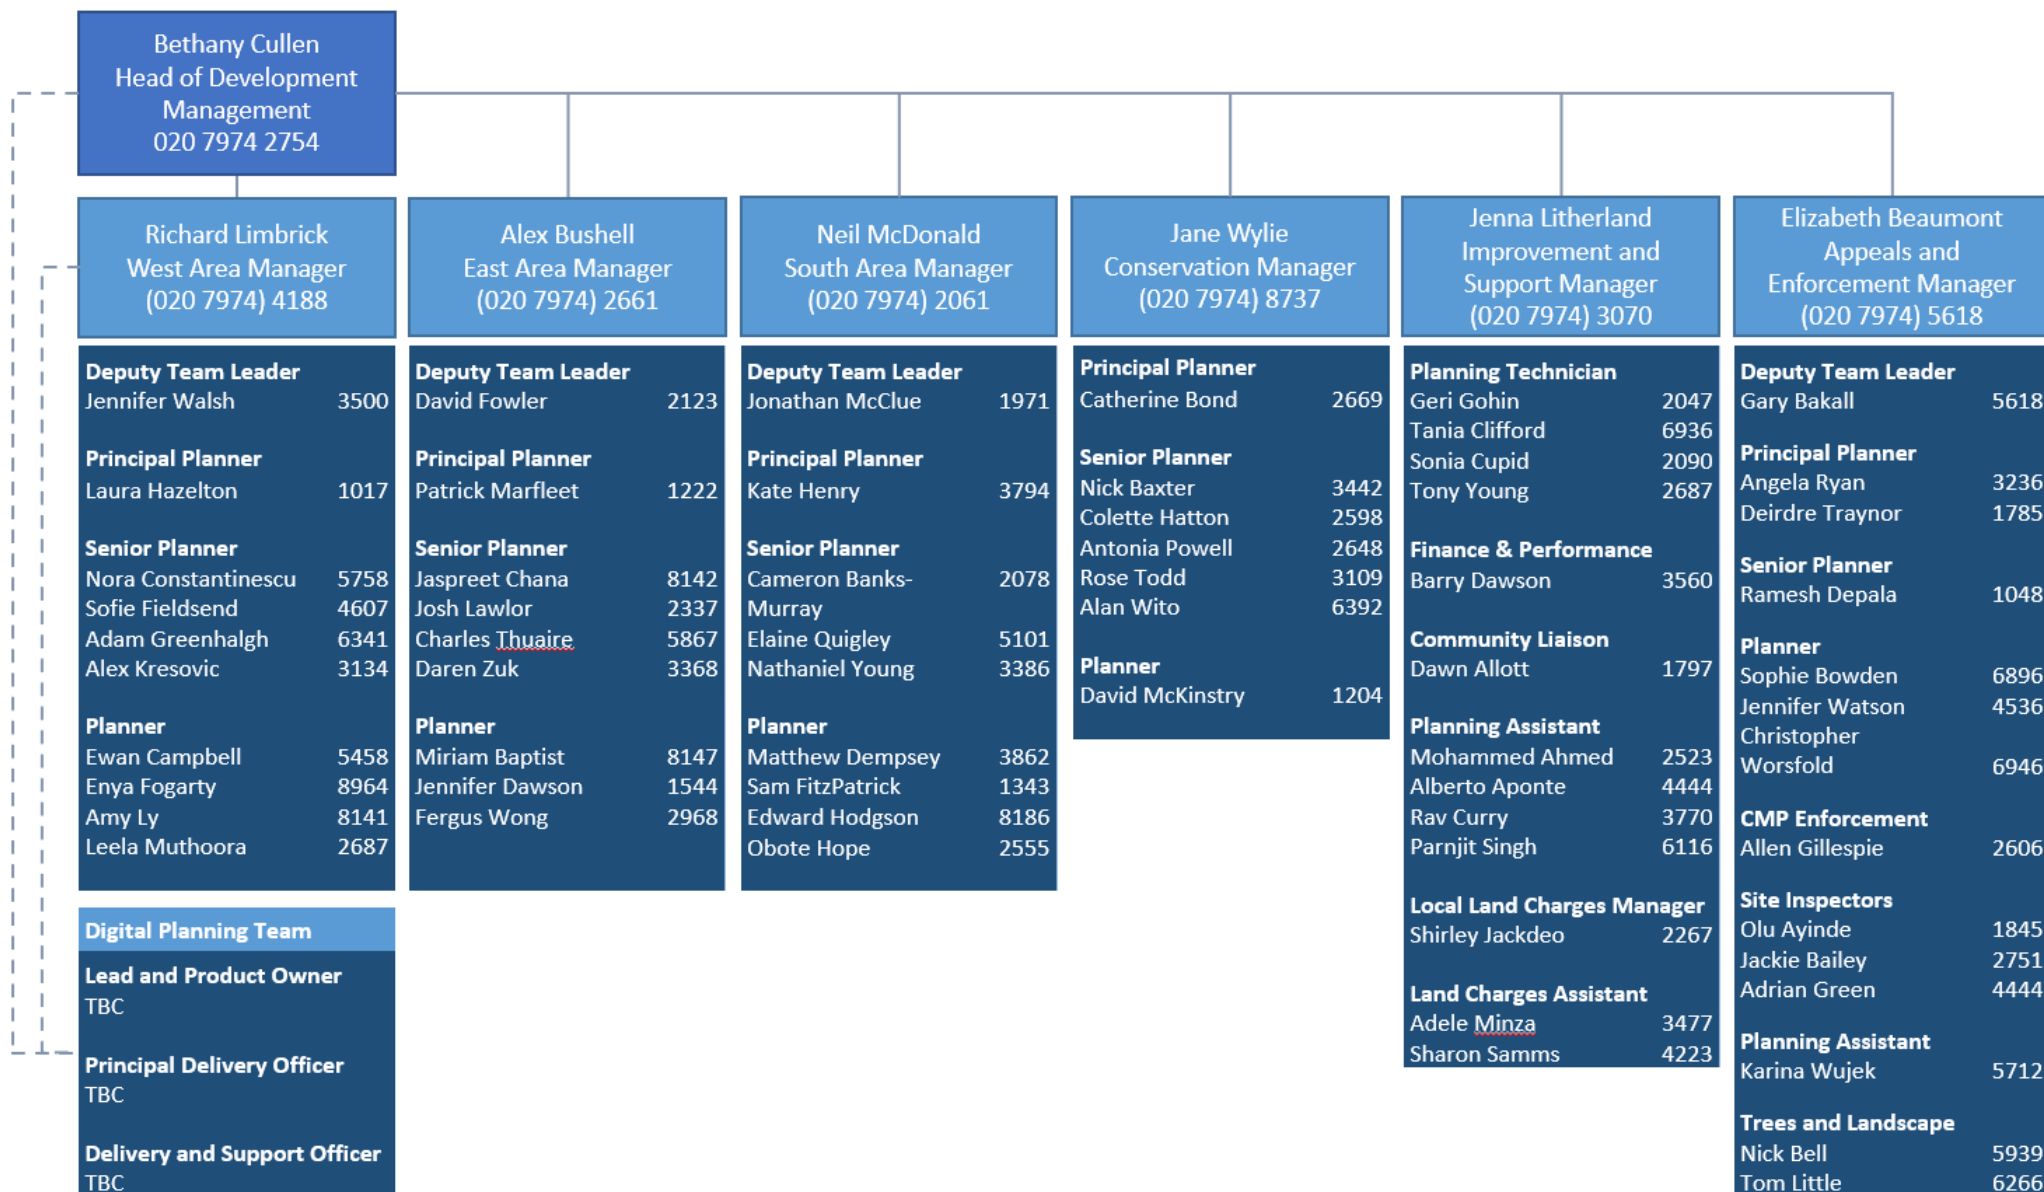 Bethany Cullen
Head of Development
Management
020 7974 2754
Richard Limbrick
West Area Manager
(020 7974) 4188
Deputy Team Leader
Jennifer Walsh 3500
Principal Planner
Laura Hazelton 1017
Senior Planner
Nora Constantinescu 5758
Sofie Fieldsend 4607
Adam Greenhalgh 6341
Alex Kresovic 3134
Planner
Ewan Campbell 5458
Enya Fogarty 8964
Amy Ly 8141
Leela Muthoora 2687
Digital Planning Team
Lead and Product Owner
TBC
Principal Delivery Officer
TBC
Delivery and Support Officer
TBC
Alex Bushell
East Area Manager
(020 7974) 2661
Deputy Team Leader
David Fowler 2123
Principal Planner
Patrick Marfleet 1222
Senior Planner
Jaspreet Chana 8142
Josh Lawlor 2337
Charles Thuaire 5867
Daren Zuk 3368
Planner
Miriam Baptist 8147
Jennifer Dawson 1544
Fergus Wong 2968
Neil McDonald
South Area Manager
(020 7974) 2061
Deputy Team Leader
Jonathan McClue 1971
Principal Planner
Kate Henry 3794
Senior Planner
Cameron Banks- 2078
Murray
Elaine Quigley 5101
Nathaniel Young 3386
Planner
Matthew Dempsey 3862
Sam FitzPatrick 1343
Edward Hodgson 8186
Obote Hope 2555
Jane Wylie
Conservation Manager
(020 7974) 8737
Principal Planner
Catherine Bond 2669
Senior Planner
Nick Baxter 3442
Colette Hatton 2598
Antonia Powell 2648
Rose Todd 3109
Alan Wito 6392
Planner
David McKinstry 1204
Jenna Litherland
Improvement and
Support Manager
(020 7974) 3070
Planning Technician
Geri Gohin 2047
Tania Clifford 6936
Sonia Cupid 2090
Tony Young 2687
Finance & Performance
Barry Dawson 3560
Community Liaison
Dawn Allott 1797
Planning Assistant
Mohammed Ahmed 2523
Alberto Aponte 4444
Rav Curry 3770
Parnjit Singh 6116
Local Land Charges Manager
Shirley Jackdeo 2267
Land Charges Assistant
Adele Minza 3477
Sharon Samms 4223
Elizabeth Beaumont
Appeals and
Enforcement Manager
(020 7974) 5618
Deputy Team Leader
Gary Bakall 5618
Principal Planner
Angela Ryan 3236
Deirdre Traynor 1785
Senior Planner
Ramesh Depala 1048
Planner
Sophie Bowden 6896
Jennifer Watson 4536
Christopher
Worsfold 6946
CMP Enforcement
Allen Gillespie 2606
Site Inspectors
Olu Ayinde 1845
Jackie Bailey 2751
Adrian Green 4444
Planning Assistant
Karina Wujek 5712
Trees and Landscape
Nick Bell 5939
Tom Little 6266